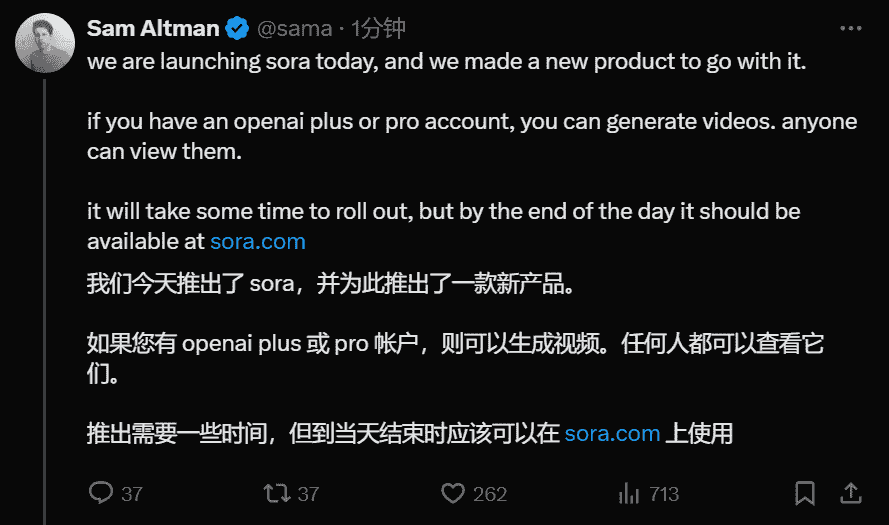 Sam Altman @sama · 1分钟
we are launching sora today, and we made a new product to go with it.
if you have an openai plus or pro account, you can generate videos. anyone
can view them.
it will take some time to roll out, but by the end of the day it should be
available at sora.com
我们今天推出了 sora，并为此推出了一款新产品。
如果您有 openai plus 或 pro 帐户，则可以生成视频。任何人都可以查看它
们。
推出需要一些时间，但到当天结束时应该可以在 sora.com 上使用
37 37 262 713